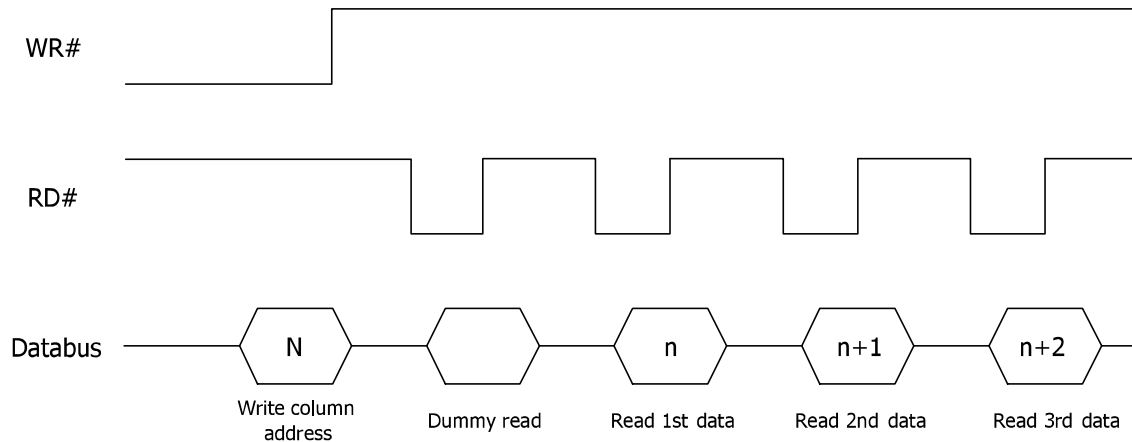 WR#
RD#
Databus
N
n
n+1
n+2
Write column
address
Dummy read
Read 1st data
Read 2nd data
Read 3rd data